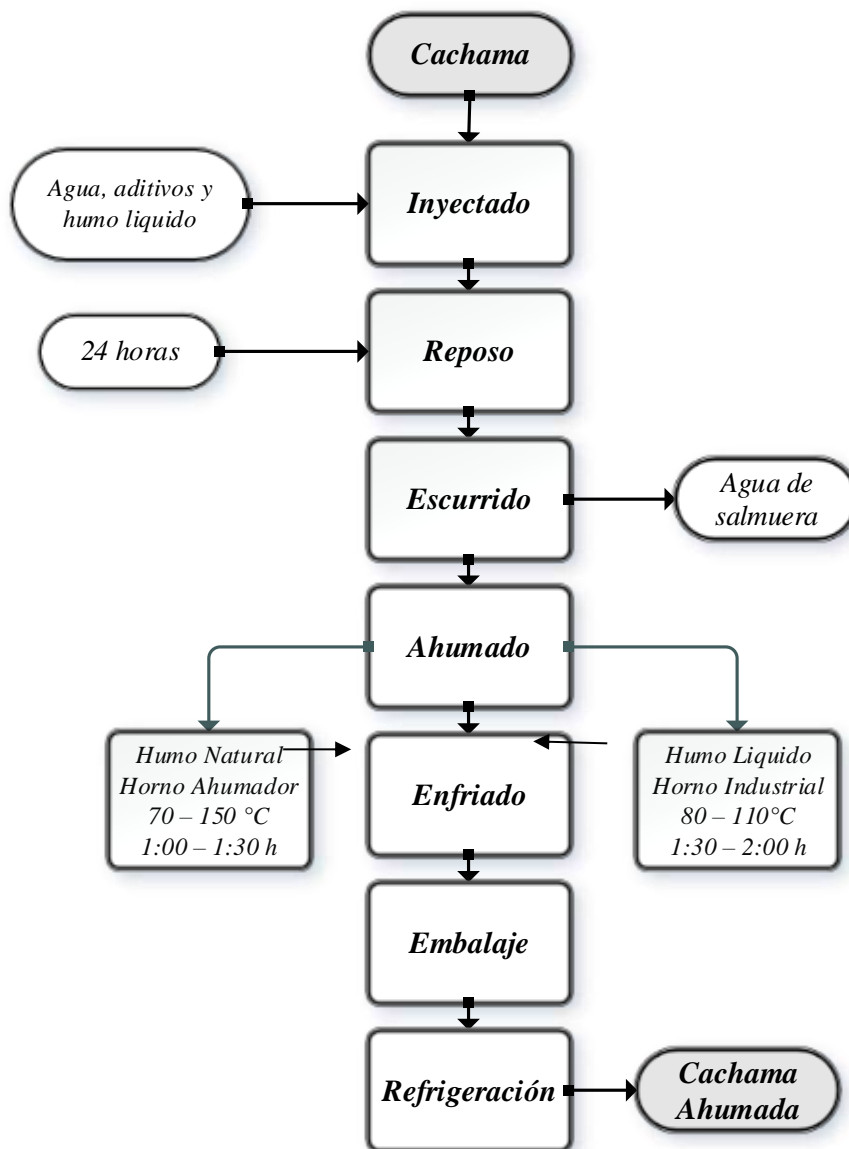 Cachama
Agua, aditivos y
humo liquido
Inyectado
24 horas
Reposo
Escurrido
Agua de
salmuera
Ahumado
Humo Natural
Horno Ahumador
70 – 150 °C
1:00 – 1:30 h
Enfriado
Humo Liquido
Horno Industrial
80 – 110°C
1:30 – 2:00 h
Embalaje
Refrigeración
Cachama
Ahumada